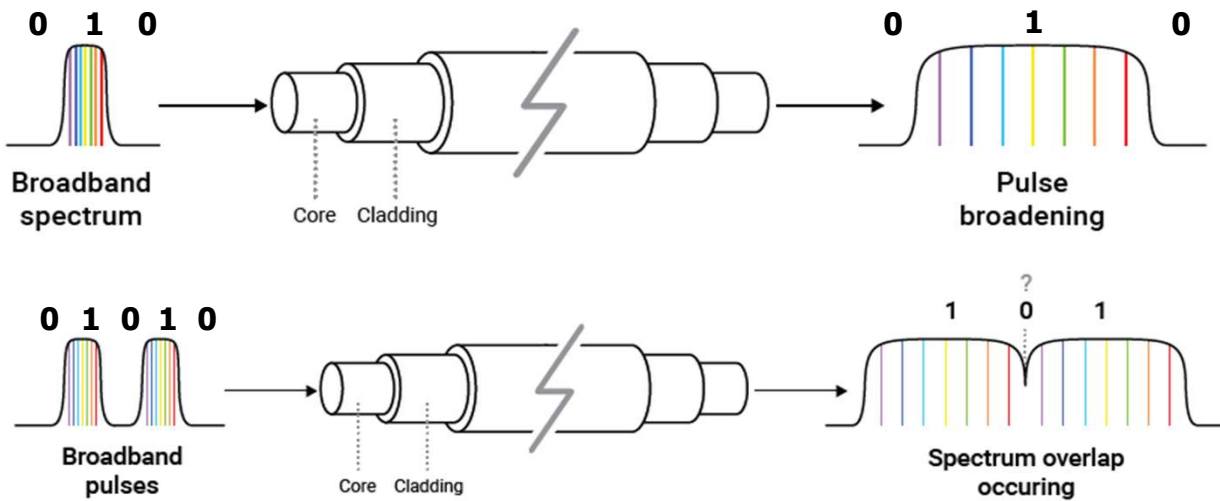 0 1 0
0 1 0
Core Cladding
Broadband
spectrum
Pulse
broadening
?
0 1 0 1 0
1 0 1
Core Cladding
Broadband
pulses
Spectrum overlap
occuring